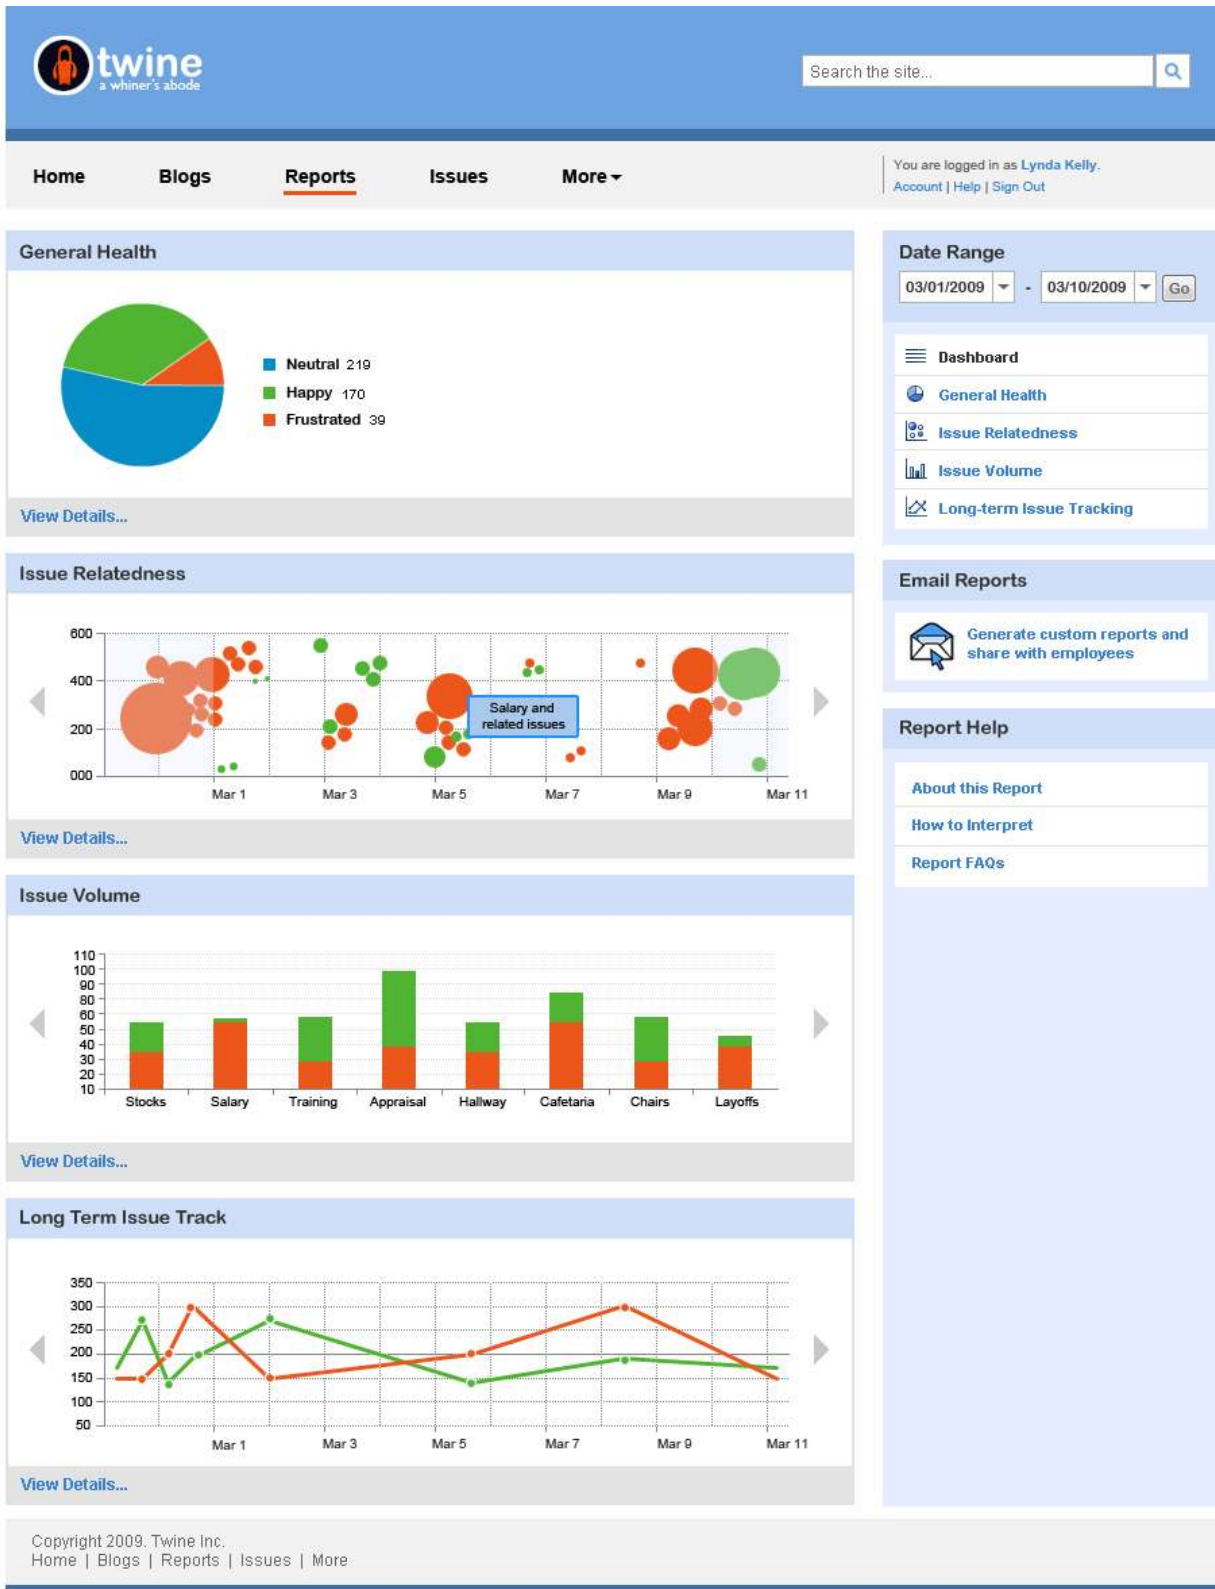 twine
a whiner's abode
Search the site...
Home Blogs Reports Issues More
You are logged in as Lynda Kelly.
Account | Help | Sign Out
General Health
Neutral 219
Happy 170
Frustrated 39
View Details...
Date Range
03/01/2009 - 03/10/2009 Go
Dashboard
General Health
Issue Relatedness
Issue Volume
Long-term Issue Tracking
Issue Relatedness
600
400
200
000
Salary and
related issues
Mar 1 Mar 3 Mar 5 Mar 7 Mar 9 Mar 11
View Details...
Email Reports
Generate custom reports and
share with employees
Report Help
About this Report
How to Interpret
Report FAQs
Issue Volume
110
100
90
80
60
50
40
30
20
10
Stocks Salary Training Appraisal Hallway Cafetaria Chairs Layoffs
View Details...
Long Term Issue Track
350
300
250
200
150
100
50
Mar 1 Mar 3 Mar 5 Mar 7 Mar 9 Mar 11
View Details...
Copyright 2009. Twine Inc.
Home | Blogs | Reports | Issues | More